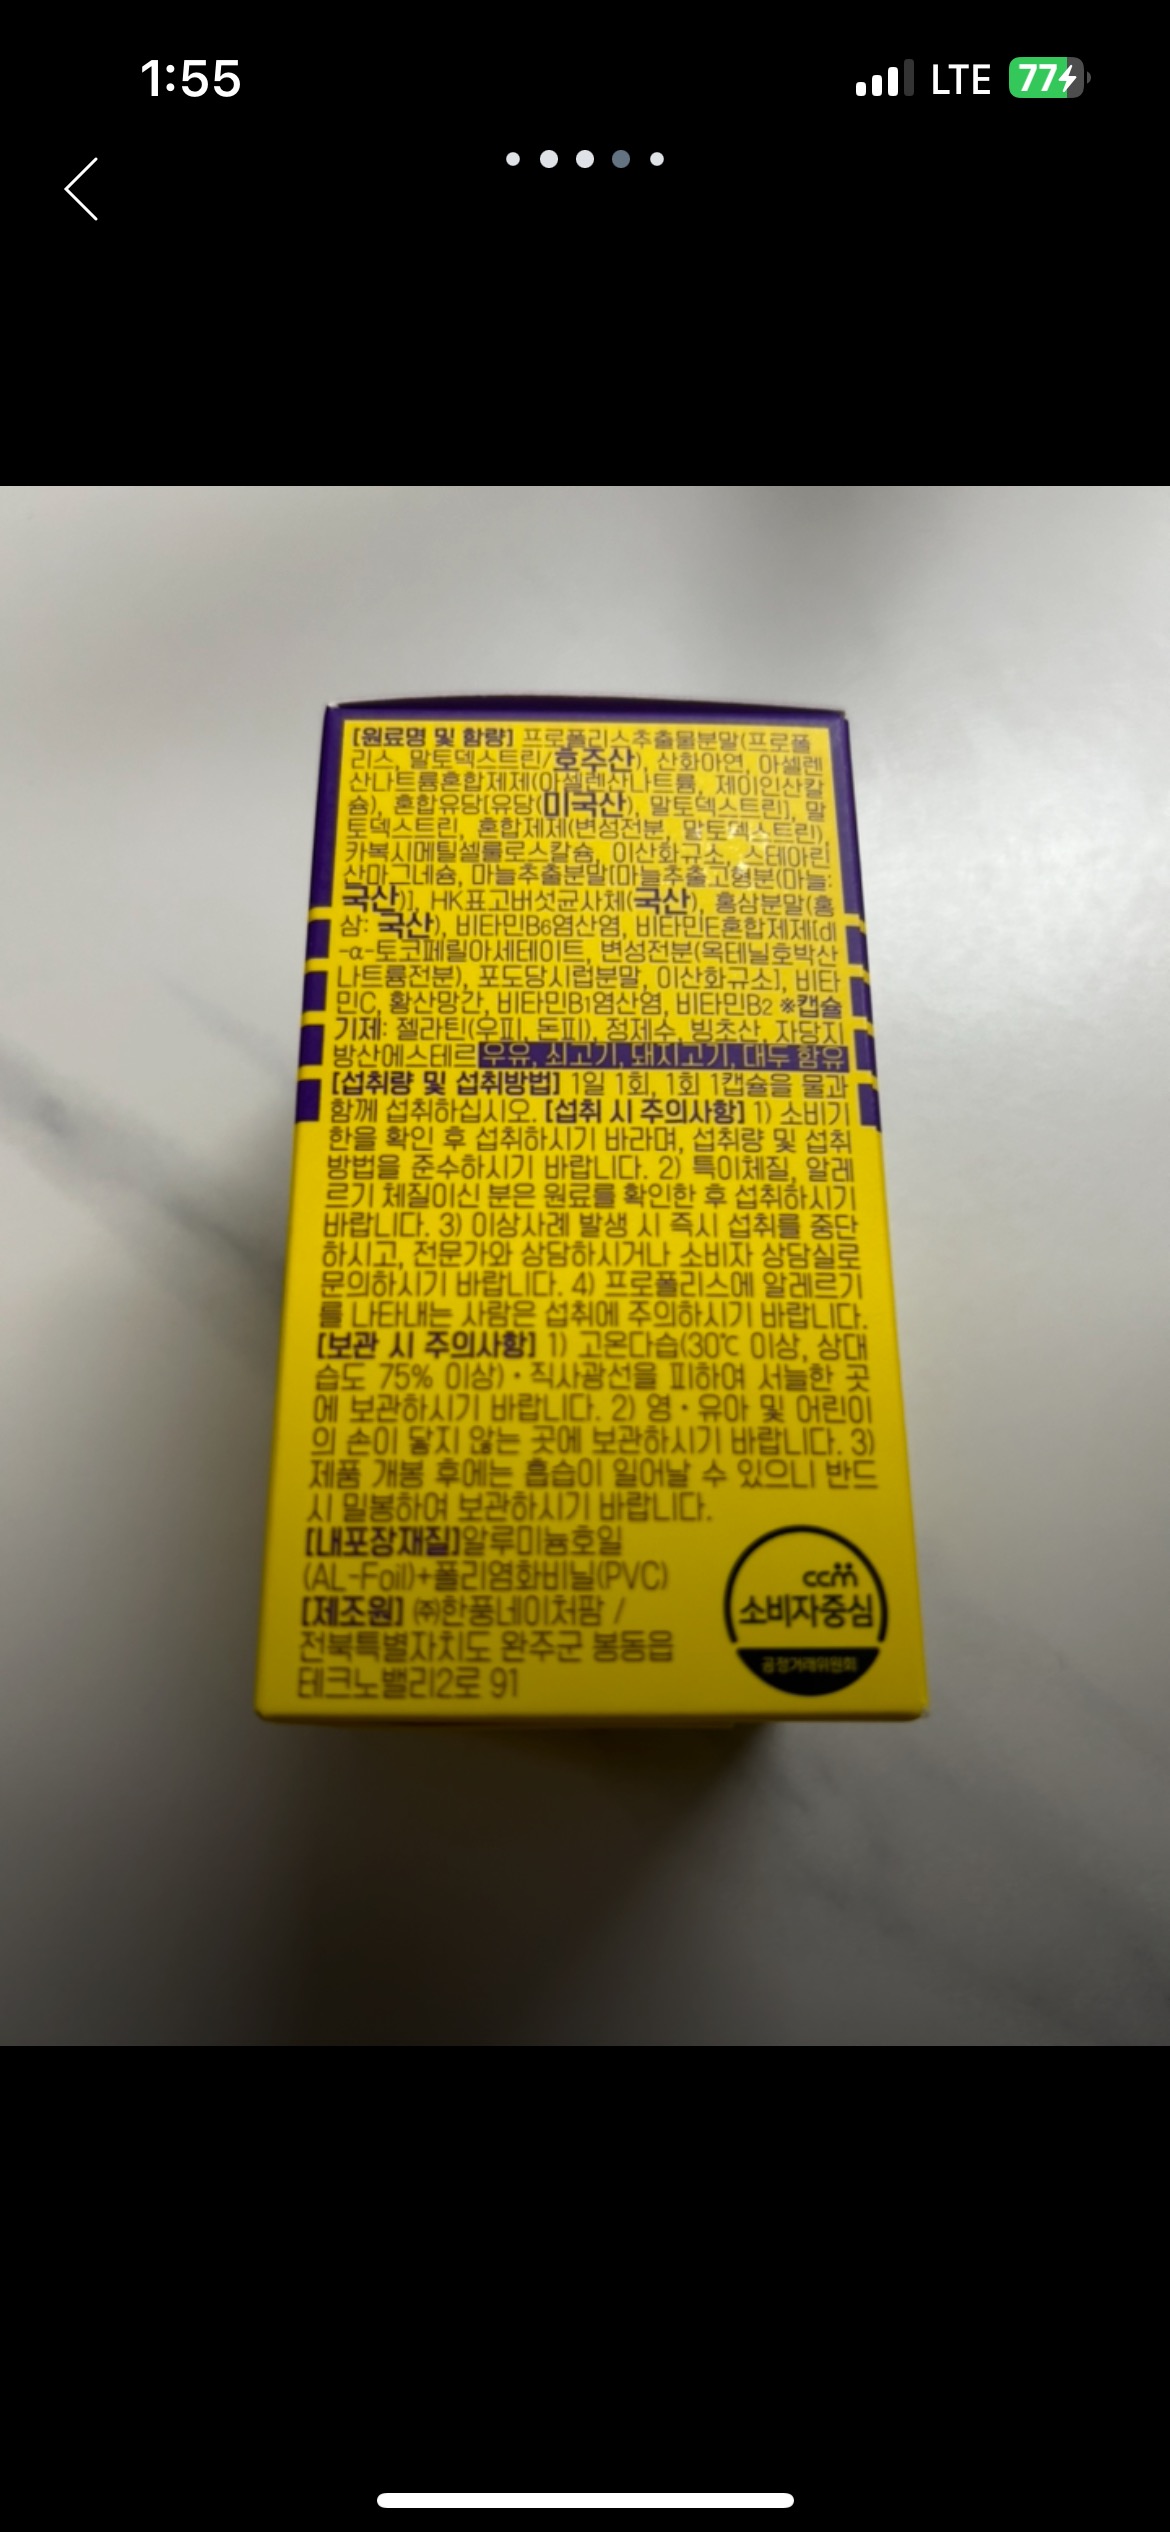 1:55
LTE 77
[원료명 및 함량] 프로폴리스추출물분말(프로폴
리스, 말토덱스트린/호주산), 산화아연, 아셀렌
산나트륨혼합제제(아셀렌산나트륨, 제이인산칼
슘), 혼합유당[유당(미국산), 말토덱스트린], 말
토덱스트린, 혼합제제(변성전분, 말토덱스트린),
카복시메틸셀룰로스칼슘, 이산화규소, 스테아린
산마그네슘, 마늘추출분말[마늘추출고형분(마늘:
국산)], HK표고버섯균사체(국산), 홍삼분말(홍
삼: 국산), 비타민B6염산염, 비타민E혼합제제[dl
-α-토코페릴아세테이트, 변성전분(옥테닐호박산
나트륨전분), 포도당시럽분말, 이산화규소], 비타
민C, 황산망간, 비타민B1염산염, 비타민B2 ※캡슐
기제: 젤라틴(우피, 돈피), 정제수, 빙초산, 자당지
방산에스테르 우유, 쇠고기, 돼지고기, 대두 함유
[섭취량 및 섭취방법] 1일 1회, 1회 1캡슐을 물과
함께 섭취하십시오. [섭취 시 주의사항] 1) 소비기
한을 확인 후 섭취하시기 바라며, 섭취량 및 섭취
방법을 준수하시기 바랍니다. 2) 특이체질, 알레
르기 체질이신 분은 원료를 확인한 후 섭취하시기
바랍니다. 3) 이상사례 발생 시 즉시 섭취를 중단
하시고, 전문가와 상담하시거나 소비자 상담실로
문의하시기 바랍니다. 4) 프로폴리스에 알레르기
를 나타내는 사람은 섭취에 주의하시기 바랍니다.
[보관 시 주의사항] 1) 고온다습(30℃ 이상, 상대
습도 75% 이상)·직사광선을 피하여 서늘한 곳
에 보관하시기 바랍니다. 2) 영·유아 및 어린이
의 손이 닿지 않는 곳에 보관하시기 바랍니다. 3)
제품 개봉 후에는 흡습이 일어날 수 있으니 반드
시 밀봉하여 보관하시기 바랍니다.
[내포장재질]알루미늄호일
(AL-Foil)+폴리염화비닐(PVC)
[제조원] ㈜한풍네이처팜 /
전북특별자치도 완주군 봉동읍
테크노밸리2로 91
ccm
소비자중심
공정거래위원회